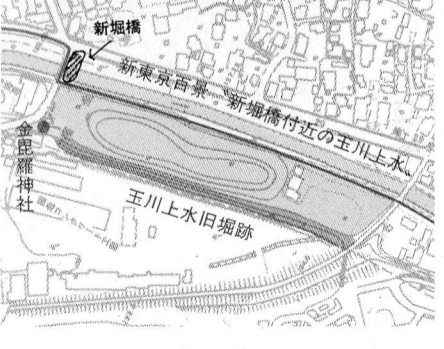 新堀橋
新東京百景 〝新堀橋付近の玉川上水〟
金毘羅神社
玉川上水旧堀跡